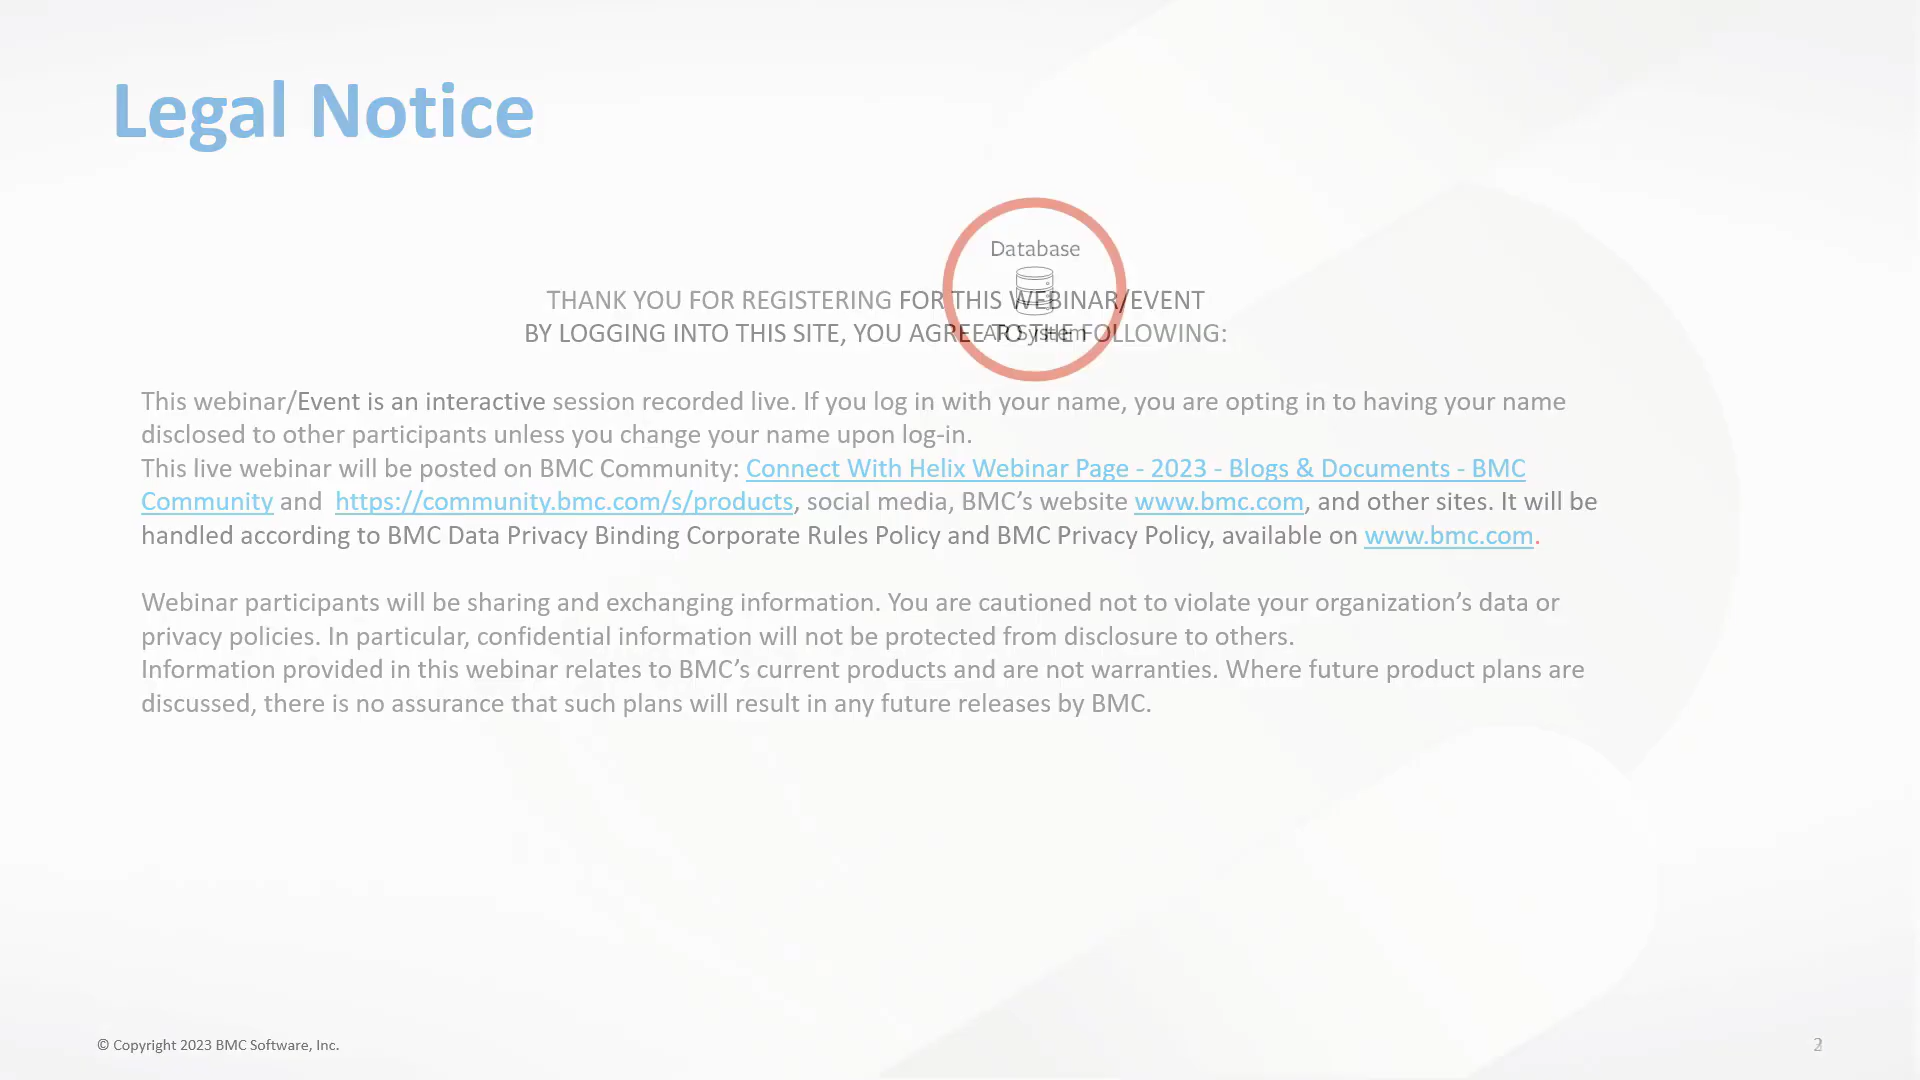 Legal Notice
Database
THANK YOU FOR REGISTERING FOR THIS WEBINAR/EVENT
BY LOGGING INTO THIS SITE, YOU AGREE TO THE FOLLOWING:
AR System
This webinar/Event is an interactive session recorded live. If you log in with your name, you are opting in to having your name
disclosed to other participants unless you change your name upon log-in.
This live webinar will be posted on BMC Community: Connect With Helix Webinar Page - 2023 - Blogs & Documents - BMC
Community and https://community.bmc.com/s/products, social media, BMC’s website www.bmc.com, and other sites. It will be
handled according to BMC Data Privacy Binding Corporate Rules Policy and BMC Privacy Policy, available on www.bmc.com.
Webinar participants will be sharing and exchanging information. You are cautioned not to violate your organization’s data or
privacy policies. In particular, confidential information will not be protected from disclosure to others.
Information provided in this webinar relates to BMC’s current products and are not warranties. Where future product plans are
discussed, there is no assurance that such plans will result in any future releases by BMC.
© Copyright 2023 BMC Software, Inc.